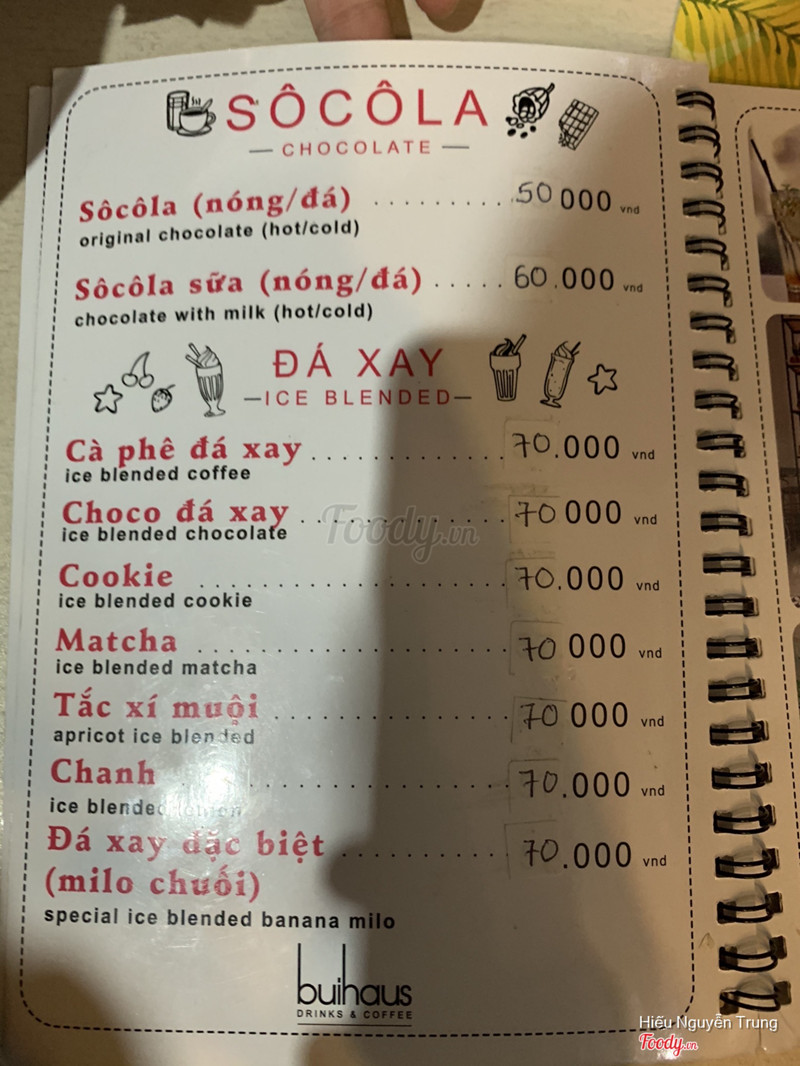 SÔCÔLA
— CHOCOLATE —
Sôcôla (nóng/đá) .......... 50 000 vnd
original chocolate (hot/cold)
Sôcôla sữa (nóng/đá) ..... 60.000 vnd
chocolate with milk (hot/cold)
ĐÁ XAY
—ICE BLENDED—
Cà phê đá xay ............. 70.000 vnd
ice blended coffee
Choco đá xay .............. 70 000 vnd
ice blended chocolate
Foody.vn
Cookie .................... 70.000 vnd
ice blended cookie
Matcha .................... 70 000 vnd
ice blended matcha
Tắc xí muội ............... 70 000 vnd
apricot ice blended
Chanh ..................... 70.000 vnd
ice blended lemon
Đá xay đặc biệt ........... 70.000 vnd
(milo chuối)
special ice blended banana milo
buihaus
DRINKS & COFFEE
Hiếu Nguyễn Trung
Foody.vn